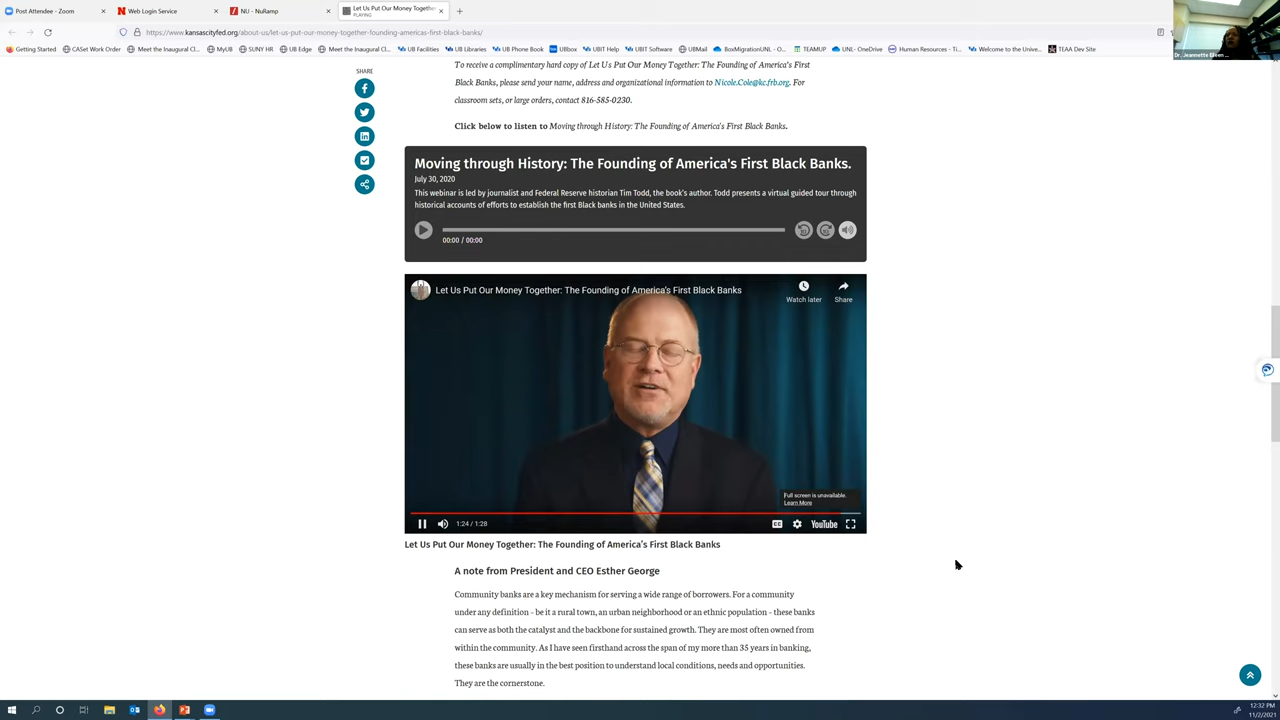 Post Attendee - Zoom
Web Login Service
NU - NuRamp
Let Us Put Our Money Together
PLAYING
https://www.kansascityfed.org/about-us/let-us-put-our-money-together-founding-americas-first-black-banks/
Getting Started
CASet Work Order
Meet the Inaugural Cl...
MyUB
SUNY HR
UB Edge
Meet the Inaugural Cl...
UB Facilities
UB Libraries
UB Phone Book
UBbox
UBIT Help
UBIT Software
UBMail
BoxMigrationUNL - O...
TEAMUP
UNL- OneDrive
Human Resources - Ti...
Welcome to the Unive...
TEAA Dev Site
SHARE
To receive a complimentary hard copy of Let Us Put Our Money Together: The Founding of America's First
Black Banks, please send your name, address and organizational information to Nicole.Cole@kc.frb.org. For
classroom sets, or large orders, contact 816-585-0230.
Click below to listen to Moving through History: The Founding of America's First Black Banks.
Moving through History: The Founding of America's First Black Banks.
July 30, 2020
This webinar is led by journalist and Federal Reserve historian Tim Todd, the book's author. Todd presents a virtual guided tour through
historical accounts of efforts to establish the first Black banks in the United States.
00:00 / 00:00
Let Us Put Our Money Together: The Founding of America's First Black Banks
Watch later
Share
Full screen is unavailable.
Learn More
1:24 / 1:28
CC
YouTube
Let Us Put Our Money Together: The Founding of America's First Black Banks
A note from President and CEO Esther George
Community banks are a key mechanism for serving a wide range of borrowers. For a community
under any definition – be it a rural town, an urban neighborhood or an ethnic population – these banks
can serve as both the catalyst and the backbone for sustained growth. They are most often owned from
within the community. As I have seen firsthand across the span of my more than 35 years in banking,
these banks are usually in the best position to understand local conditions, needs and opportunities.
They are the cornerstone.
12:32 PM
11/2/2021